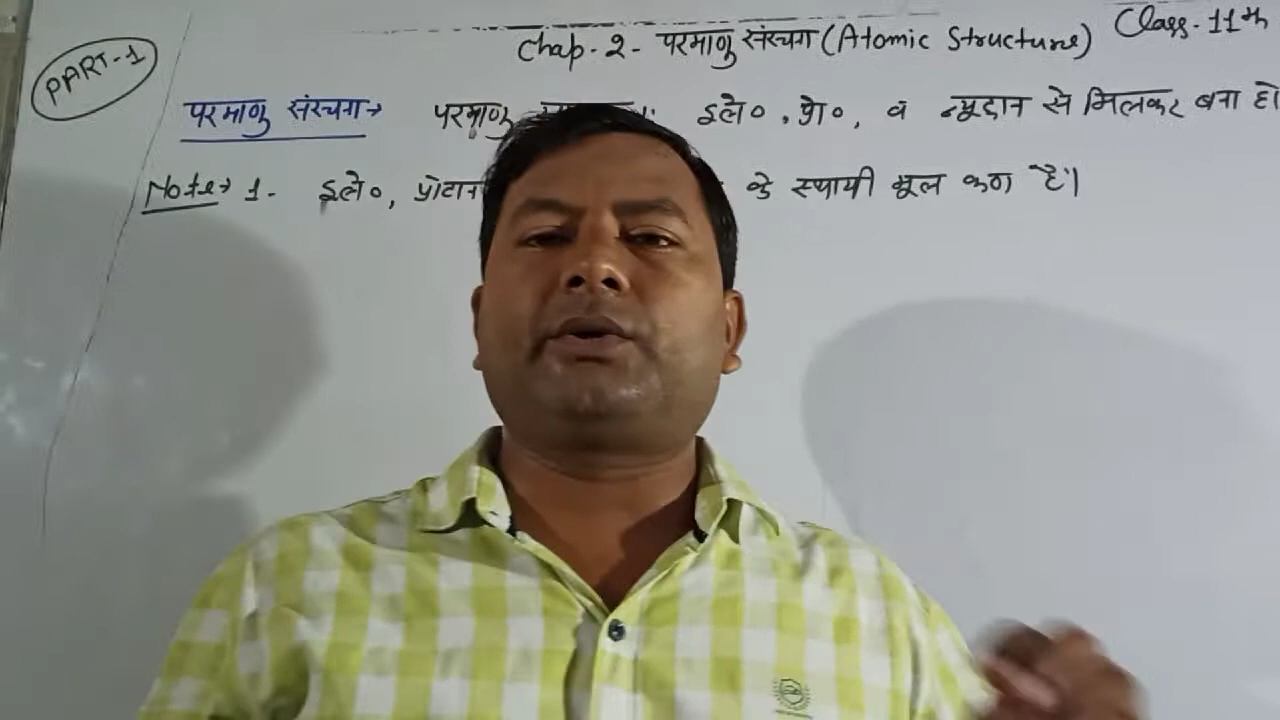 PART-1
Chap-2- परमाणु संरचना (Atomic Structure) Class-11th
परमाणु संरचना→ परमाणु इले०, प्रो०, व न्यूट्रान से मिलकर बना हो
Note→ 1- इले०, प्रोटान के स्थायी मूल कण है।